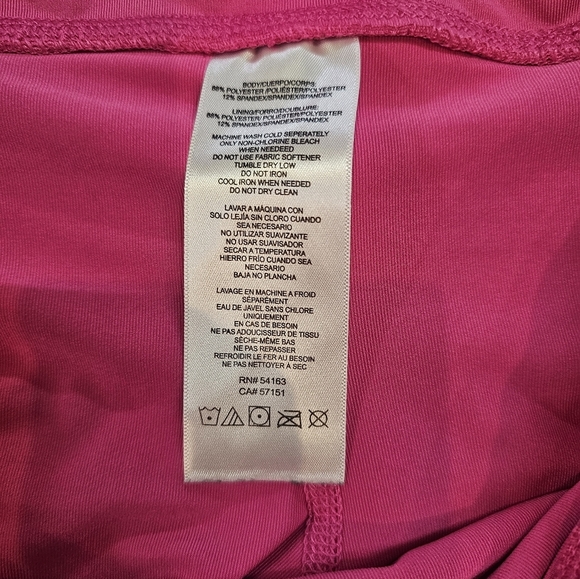 BODY/CUERPO/CORPS:
88% POLYESTER /POLIÉSTER/POLYESTER
12% SPANDEX/SPANDEX/SPANDEX
LINING/FORRO/DOUBLURE:
88% POLYESTER/ POLIÉSTER/POLYESTER
12% SPANDEX/SPANDEX/SPANDEX
MACHINE WASH COLD SEPERATELY
ONLY NON-CHLORINE BLEACH
WHEN NEEDEED
DO NOT USE FABRIC SOFTENER
TUMBLE DRY LOW
DO NOT IRON
COOL IRON WHEN NEEDED
DO NOT DRY CLEAN
LAVAR A MÁQUINA CON
SOLO LEJÍA SIN CLORO CUANDO
SEA NECESARIO
NO UTILIZAR SUAVIZANTE
NO USAR SUAVISADOR
SECAR A TEMPERATURA
HIERRO FRÍO CUANDO SEA
NECESARIO
BAJA NO PLANCHA
LAVAGE EN MACHINE A FROID
SÉPARÉMENT
EAU DE JAVEL SANS CHLORE
UNIQUEMENT
EN CAS DE BESOIN
NE PAS ADOUCISSEUR DE TISSU
SÈCHE-MÊME BAS
NE PAS REPASSER
REFROIDIR LE FER AU BESOIN
NE PAS NETTOYER A SEC
RN# 54163
CA# 57151